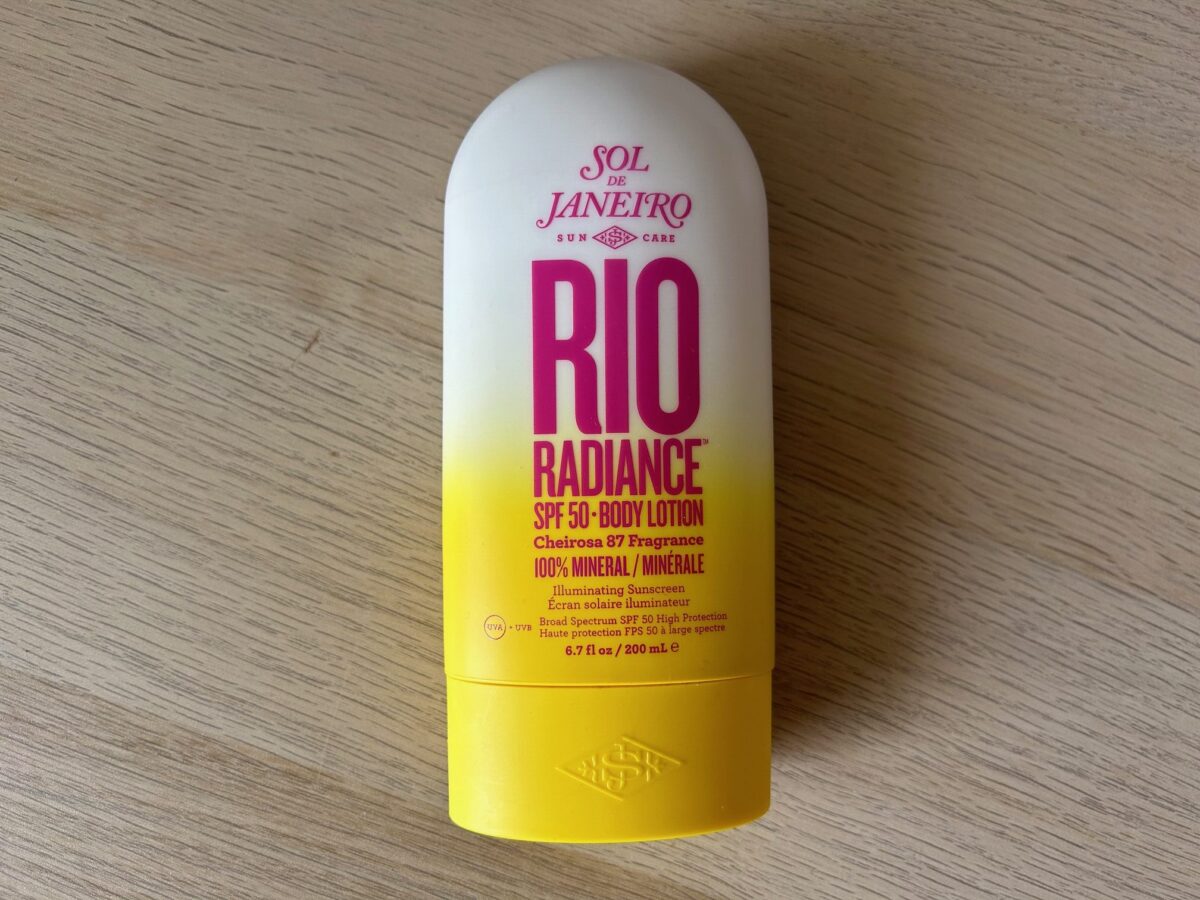 SOL
DE
JANEIRO
SUN CARE
RIO
RADIANCE™
SPF 50 · BODY LOTION
Cheirosa 87 Fragrance
100% MINERAL / MINÉRALE
Illuminating Sunscreen
Écran solaire iluminateur
UVA + UVB
Broad Spectrum SPF 50 High Protection
Haute protection FPS 50 à large spectre
6.7 fl oz / 200 mL ℮